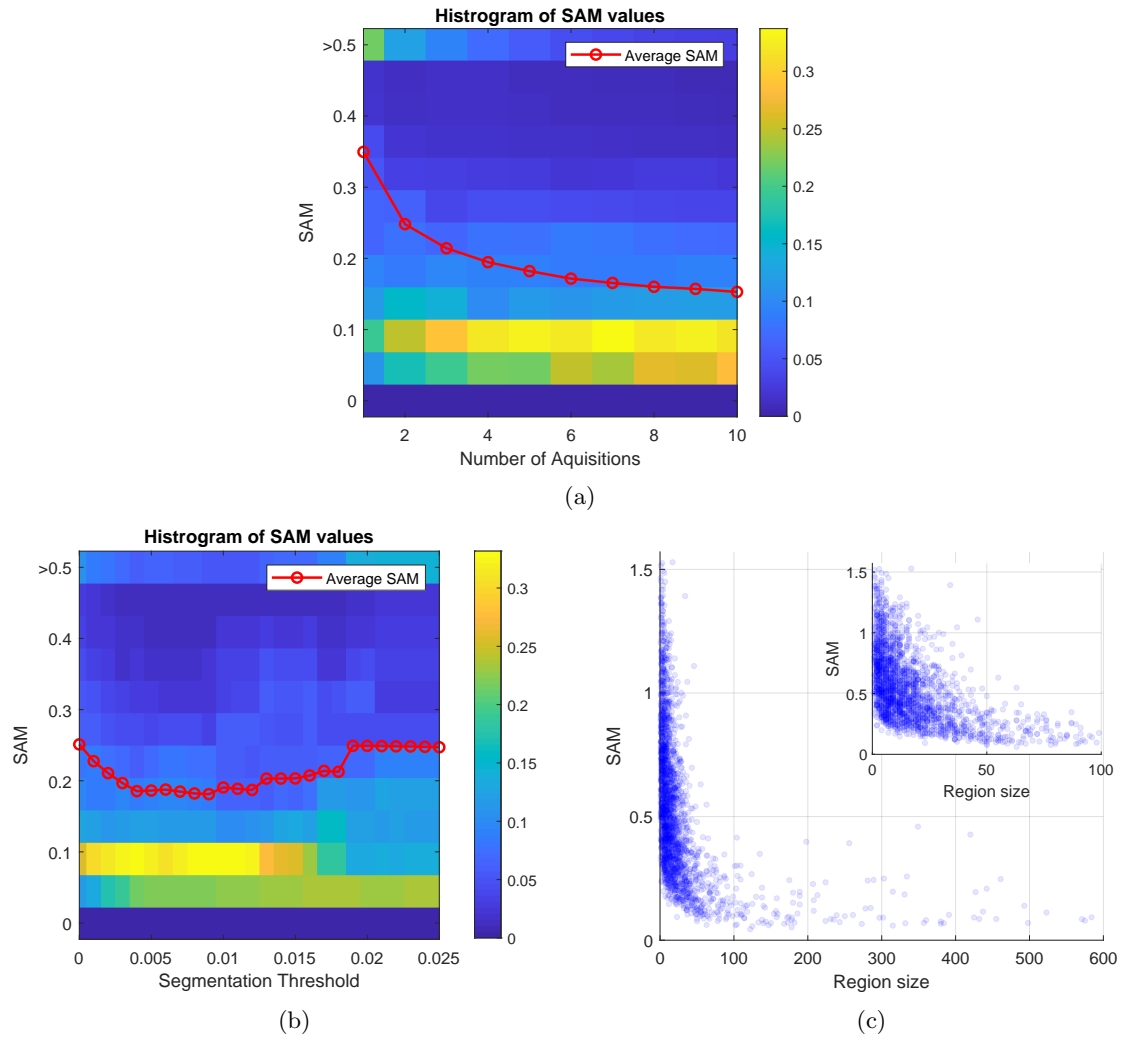 Histrogram of SAM values
>0.5
0.4
0.3
0.2
0.1
0
SAM
Average SAM
0.3
0.25
0.2
0.15
0.1
0.05
0
2 4 6 8 10
Number of Aquisitions
(a)
Histrogram of SAM values
>0.5
0.4
0.3
0.2
0.1
0
SAM
Average SAM
0.3
0.25
0.2
0.15
0.1
0.05
0
0 0.005 0.01 0.015 0.02 0.025
Segmentation Threshold
(b)
1.5
1
0.5
0
SAM
0 100 200 300 400 500 600
Region size
1.5
1
0.5
0
SAM
0 50 100
Region size
(c)